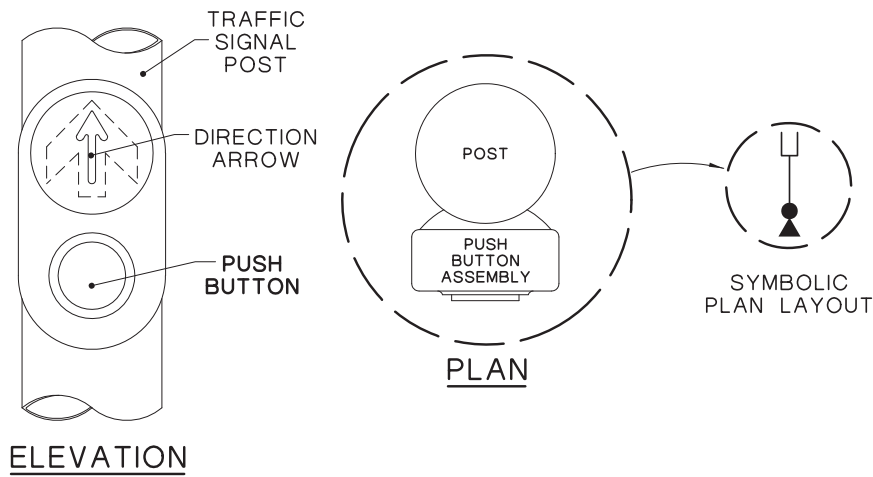 TRAFFIC
SIGNAL
POST
DIRECTION
ARROW
PUSH
BUTTON
ELEVATION
POST
PUSH
BUTTON
ASSEMBLY
PLAN
SYMBOLIC
PLAN LAYOUT